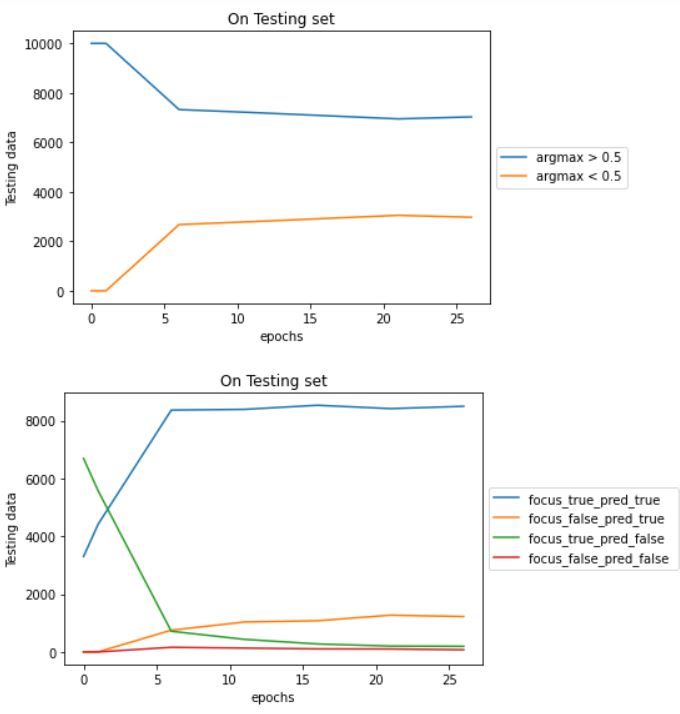 On Testing set
10000
8000
6000
4000
2000
0
Testing data
0 5 10 15 20 25
epochs
argmax > 0.5
argmax < 0.5
On Testing set
8000
6000
4000
2000
0
Testing data
0 5 10 15 20 25
epochs
focus_true_pred_true
focus_false_pred_true
focus_true_pred_false
focus_false_pred_false